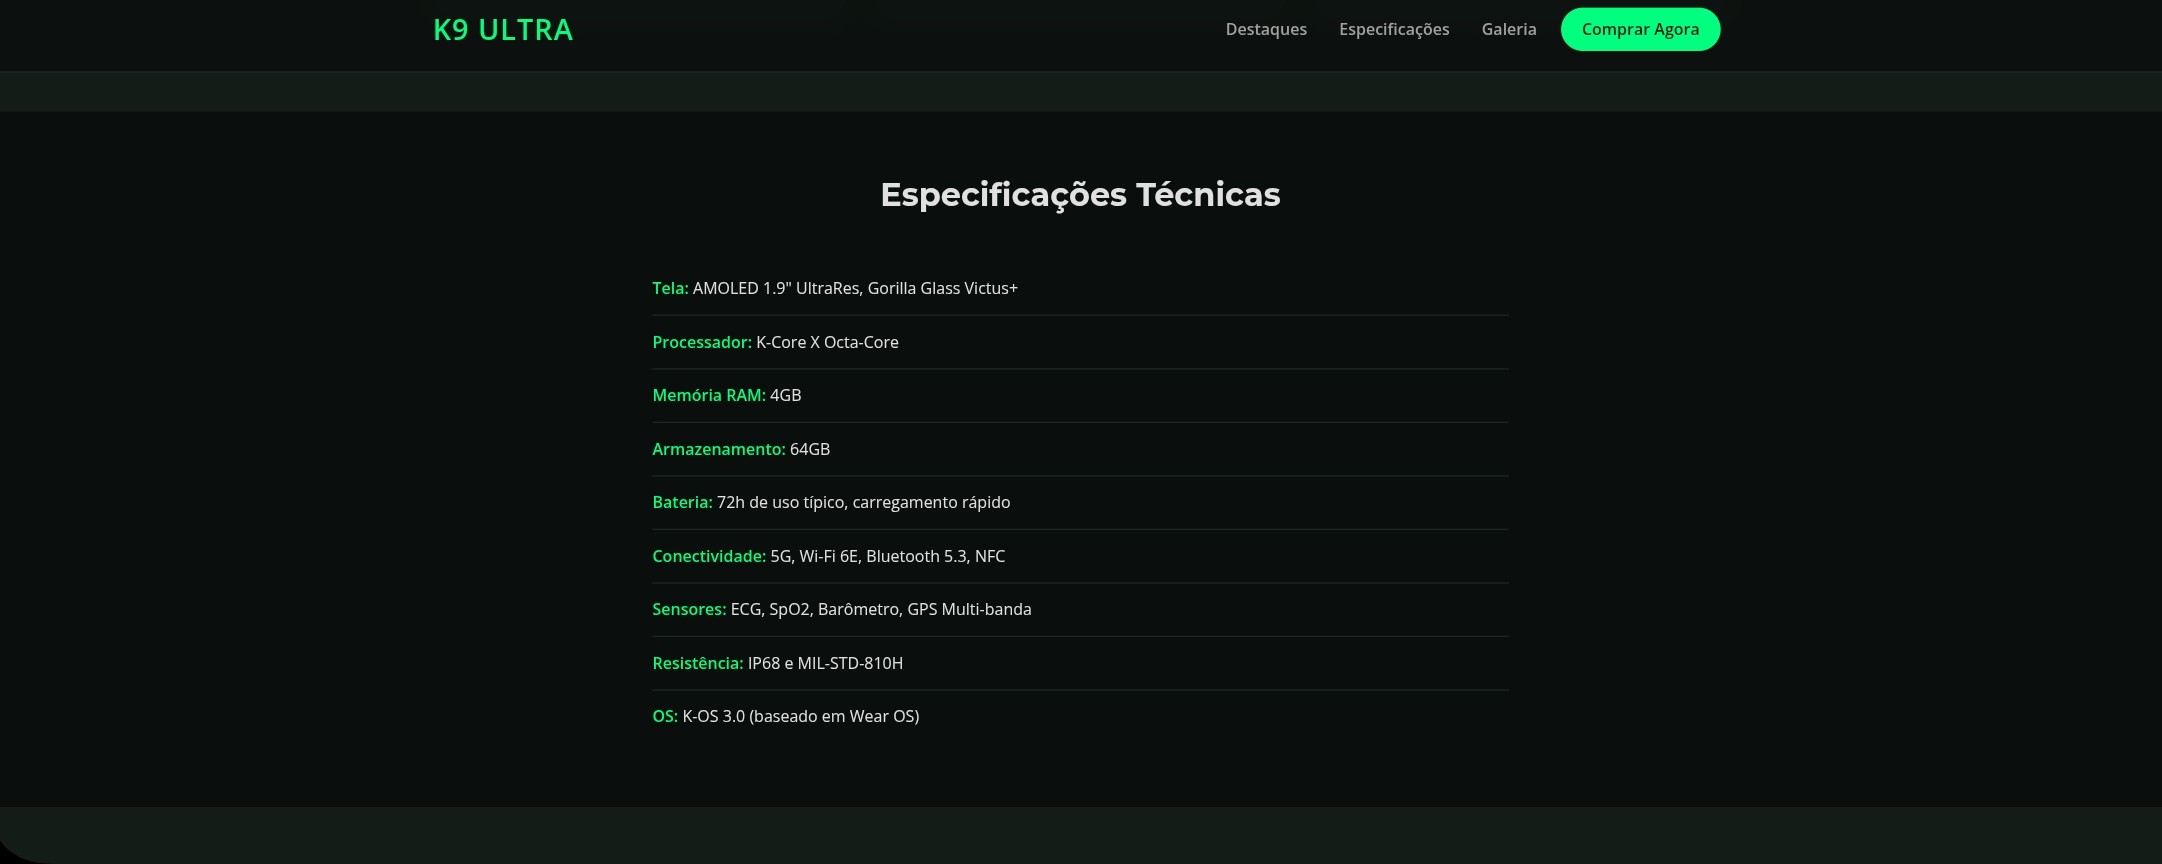 K9 ULTRA
Destaques Especificações Galeria Comprar Agora
Especificações Técnicas
Tela: AMOLED 1.9" UltraRes, Gorilla Glass Victus+
Processador: K-Core X Octa-Core
Memória RAM: 4GB
Armazenamento: 64GB
Bateria: 72h de uso típico, carregamento rápido
Conectividade: 5G, Wi-Fi 6E, Bluetooth 5.3, NFC
Sensores: ECG, SpO2, Barômetro, GPS Multi-banda
Resistência: IP68 e MIL-STD-810H
OS: K-OS 3.0 (baseado em Wear OS)